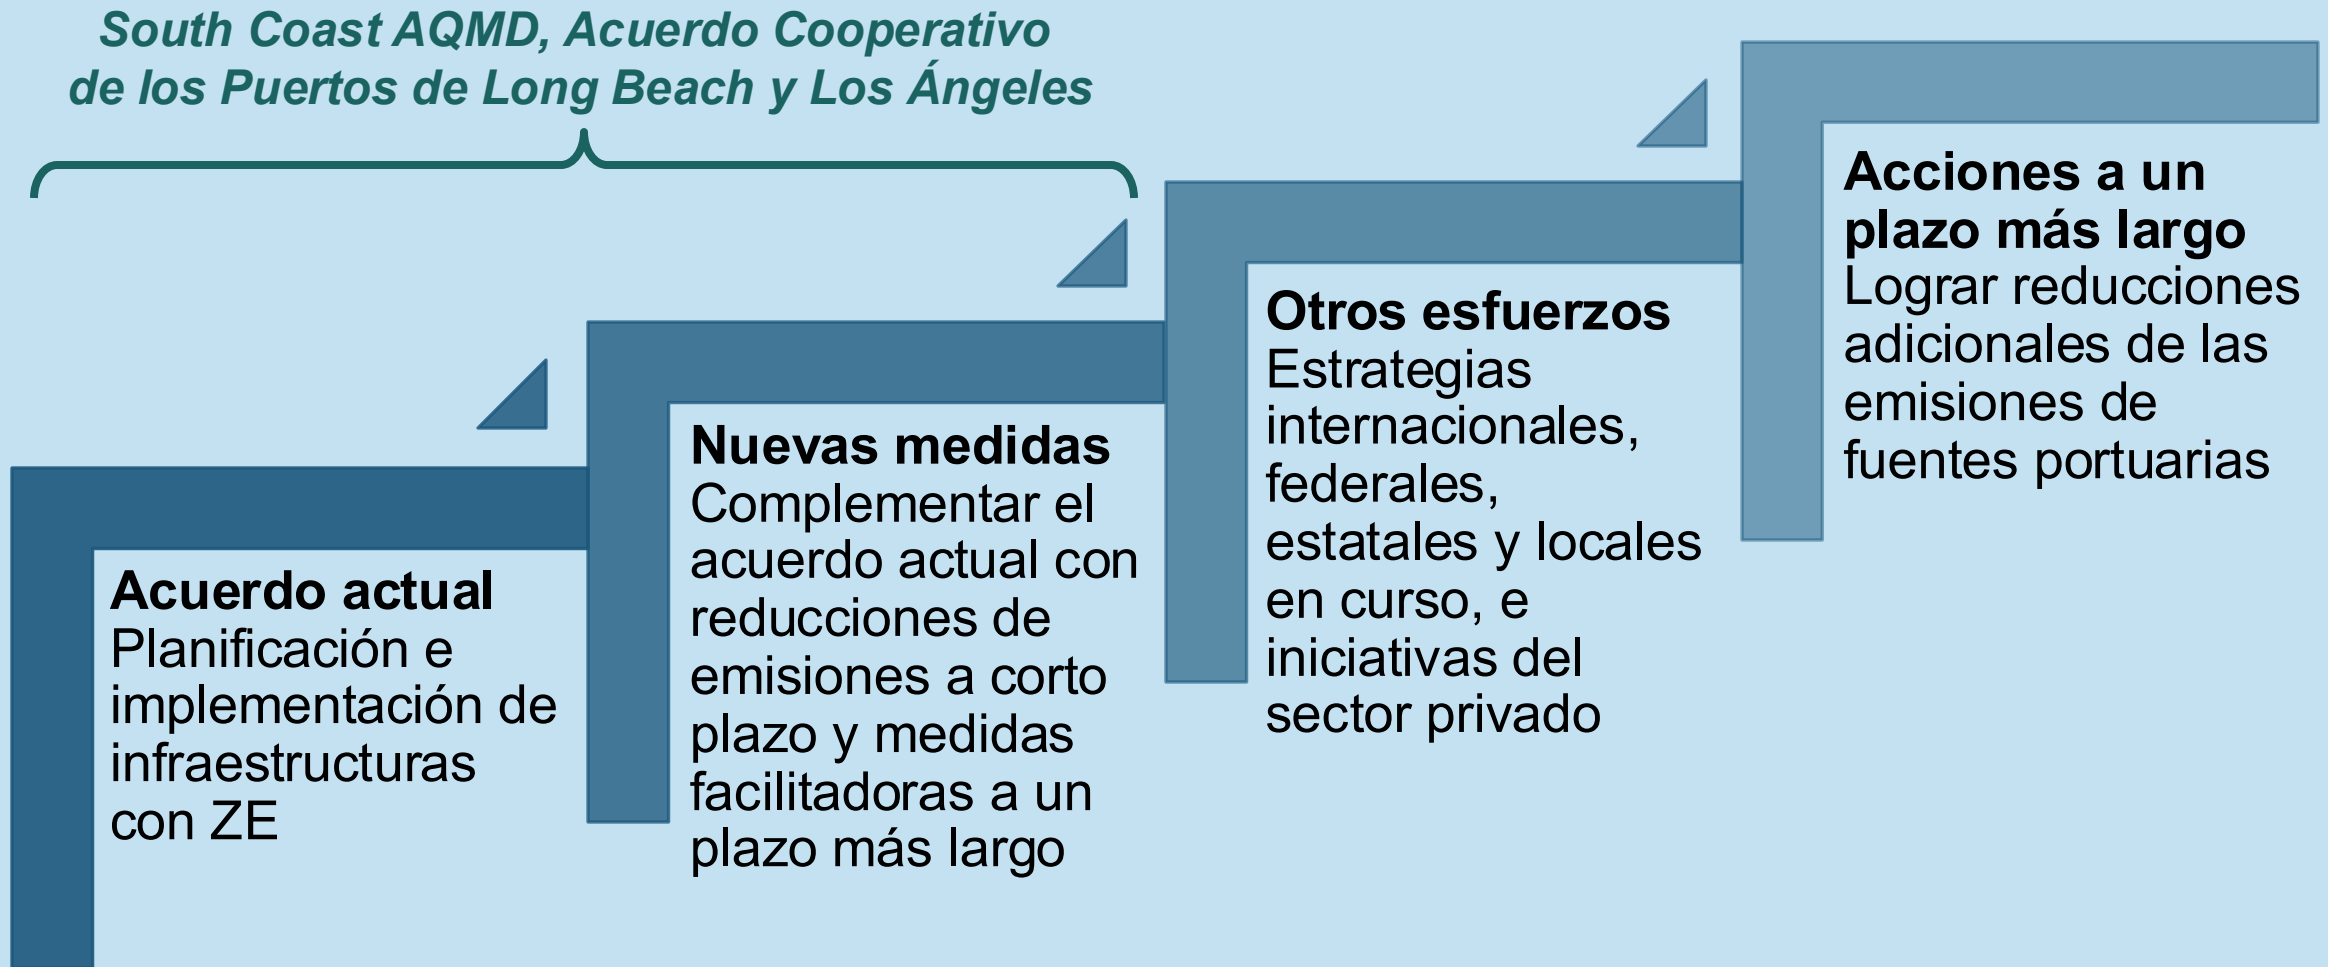 South Coast AQMD, Acuerdo Cooperativo
de los Puertos de Long Beach y Los Ángeles
Acuerdo actual
Planificación e
implementación de
infraestructuras
con ZE
Nuevas medidas
Complementar el
acuerdo actual con
reducciones de
emisiones a corto
plazo y medidas
facilitadoras a un
plazo más largo
Otros esfuerzos
Estrategias
internacionales,
federales,
estatales y locales
en curso, e
iniciativas del
sector privado
Acciones a un
plazo más largo
Lograr reducciones
adicionales de las
emisiones de
fuentes portuarias